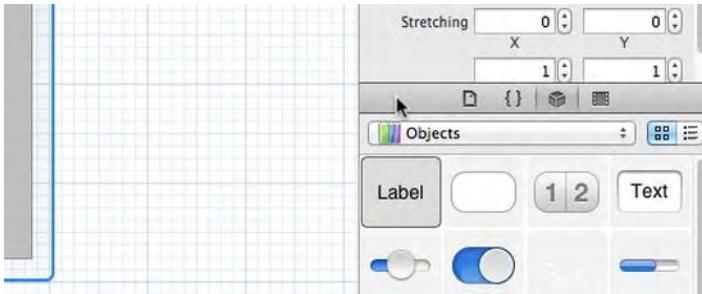 Stretching 0 0
X Y
1 1
{}
Objects
Label 1 2 Text